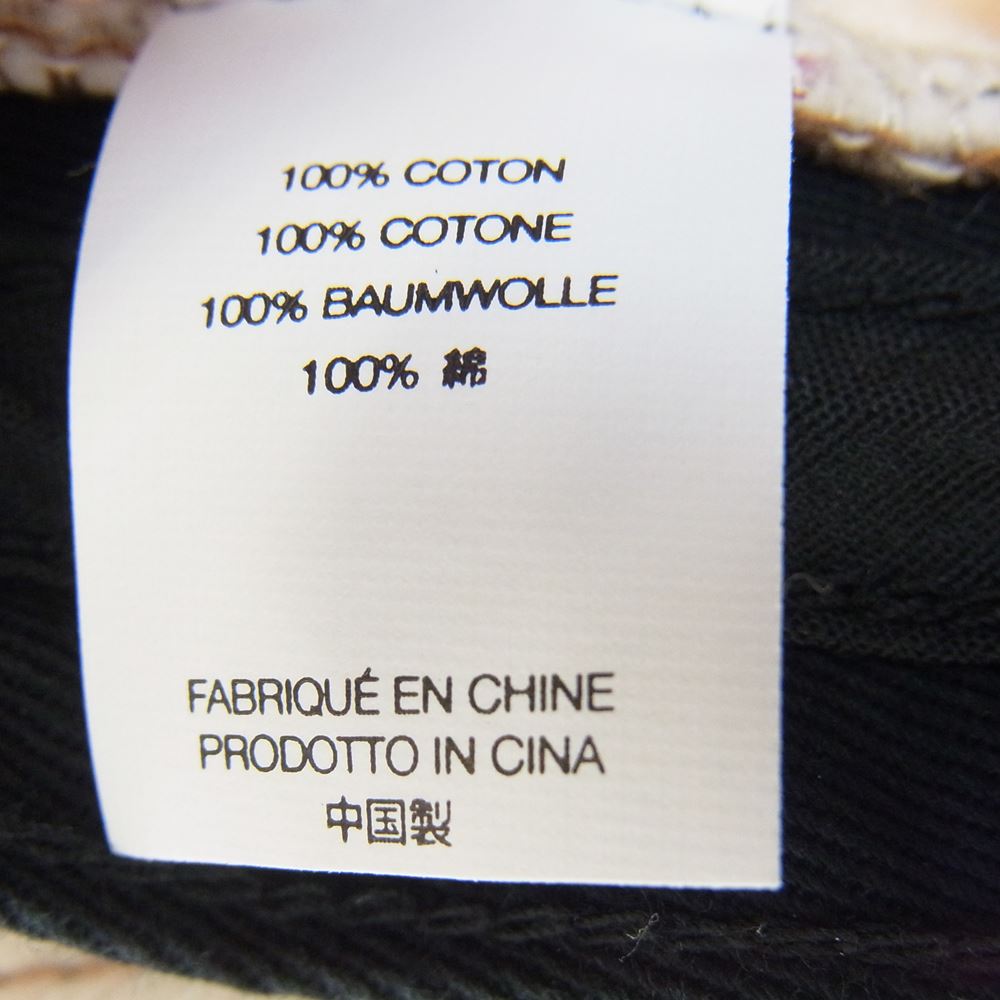 100% COTON
100% COTONE
100% BAUMWOLLE
100% 綿
FABRIQUÉ EN CHINE
PRODOTTO IN CINA
中国製